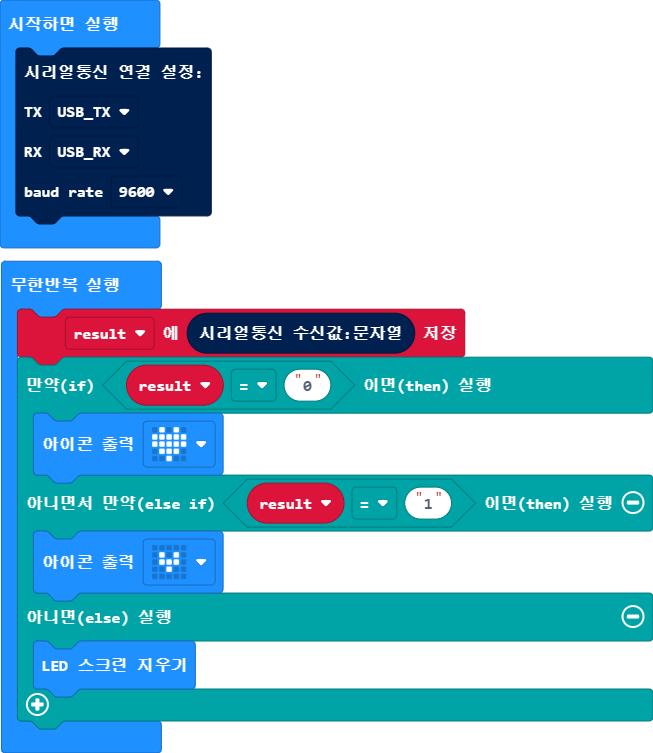 시작하면 실행
시리얼통신 연결 설정:
TX USB_TX
RX USB_RX
baud rate 9600
무한반복 실행
result 에 시리얼통신 수신값:문자열 저장
만약(if) result = "0" 이면(then) 실행
아이콘 출력
아니면서 만약(else if) result = "1" 이면(then) 실행
아이콘 출력
아니면(else) 실행
LED 스크린 지우기